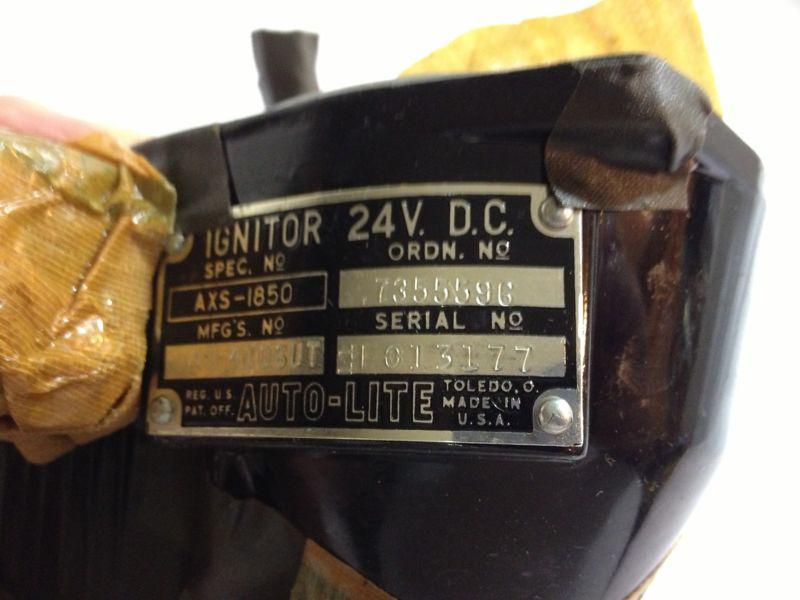 IGNITOR 24V. D.C.
SPEC. NO ORDN. NO
AXS-1850 7355596
MFG'S. NO SERIAL NO
013177
REG. U.S. PAT. OFF. AUTO-LITE TOLEDO, O. MADE IN U.S.A.